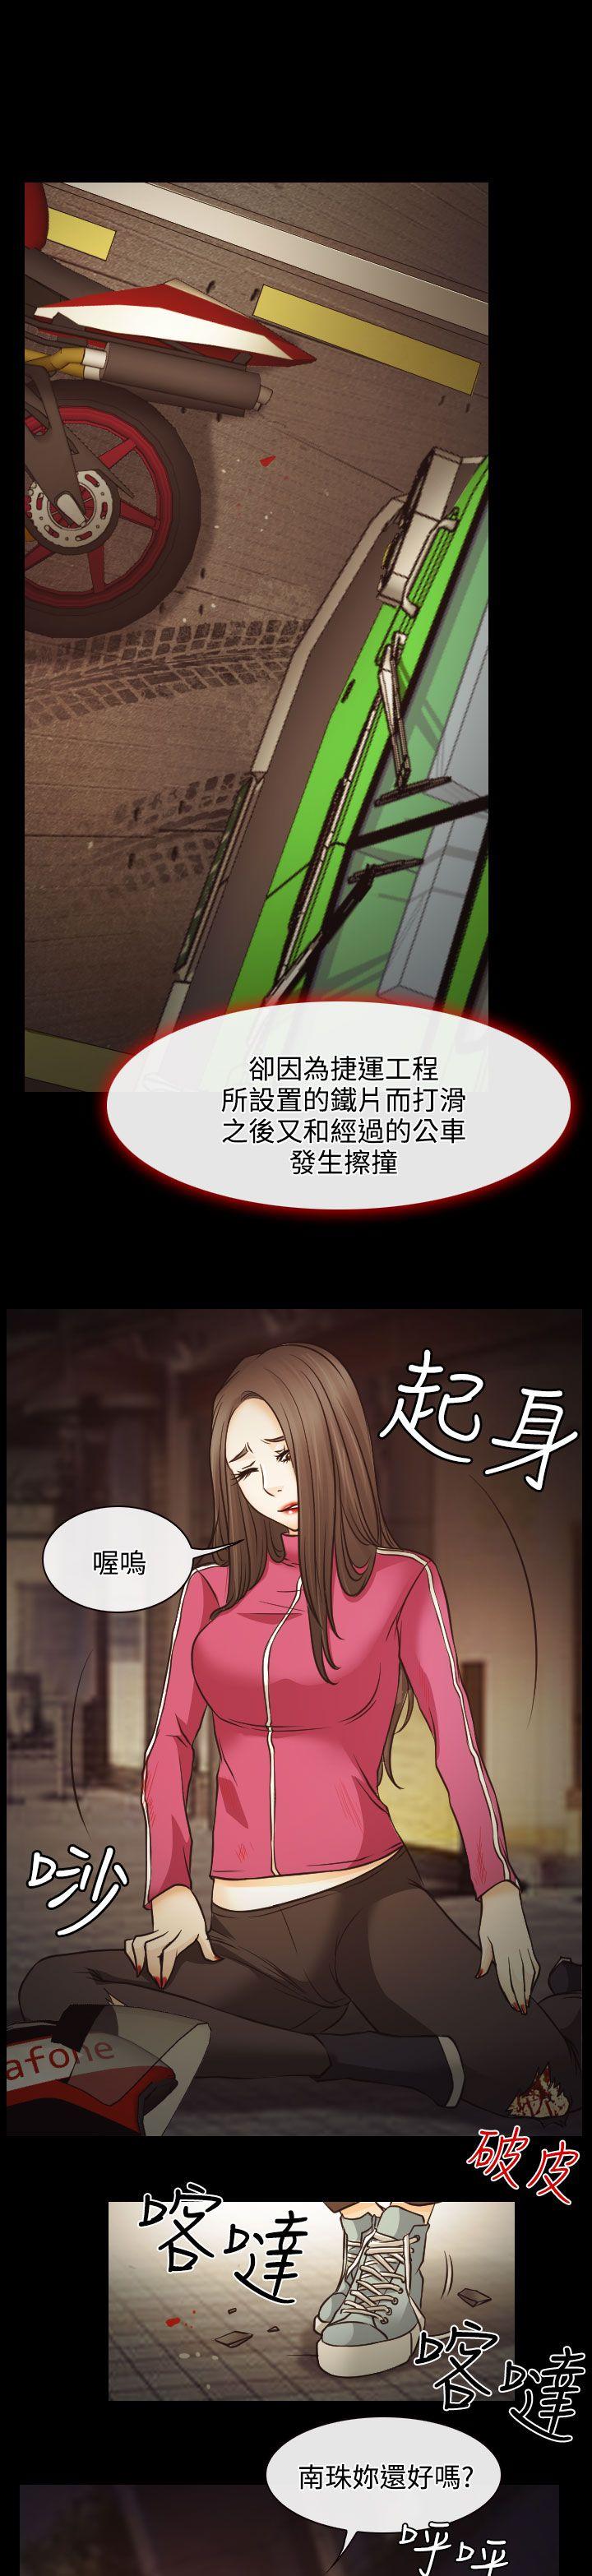 卻因為捷運工程
所設置的鐵片而打滑
之後又和經過的公車
發生擦撞
起身
喔嗚
唦
afone
破皮
喀噠
喀噠
南珠妳還好嗎?
呼呼